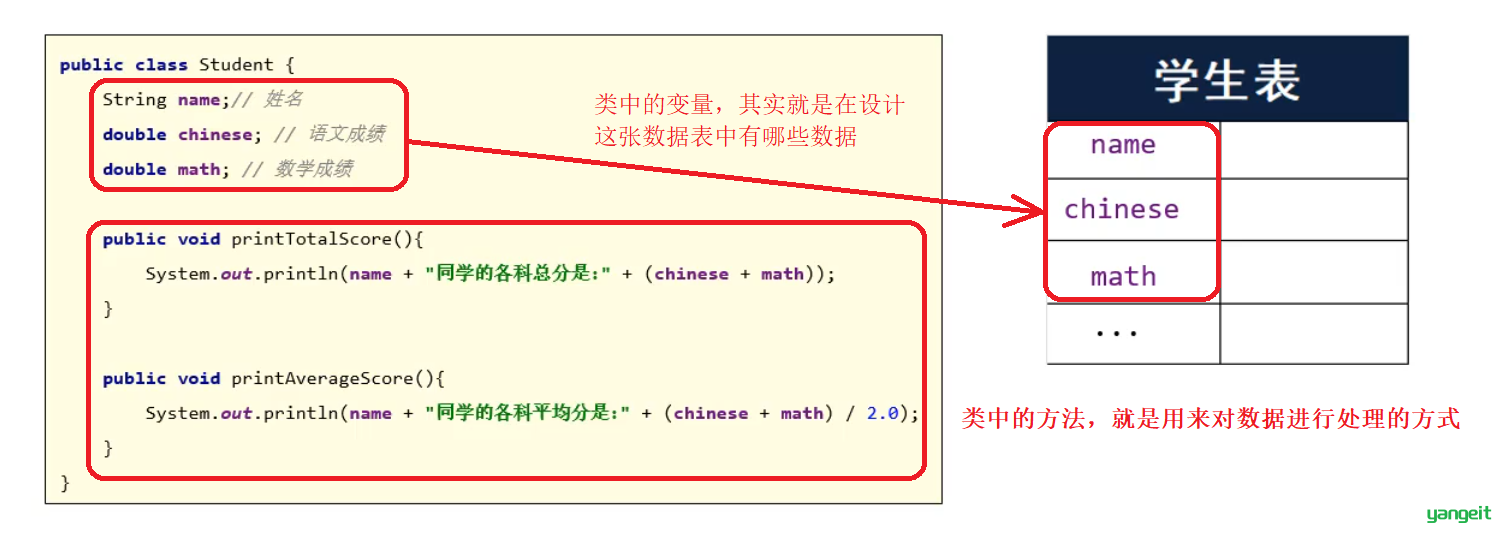 public class Student {
String name;// 姓名
double chinese; // 语文成绩
double math; // 数学成绩
public void printTotalScore(){
System.out.println(name + "同学的各科总分是:" + (chinese + math));
}
public void printAverageScore(){
System.out.println(name + "同学的各科平均分是:" + (chinese + math) / 2.0);
}
}
类中的变量，其实就是在设计
这张数据表中有哪些数据
学生表
name
chinese
math
...
类中的方法，就是用来对数据进行处理的方式
yangeit